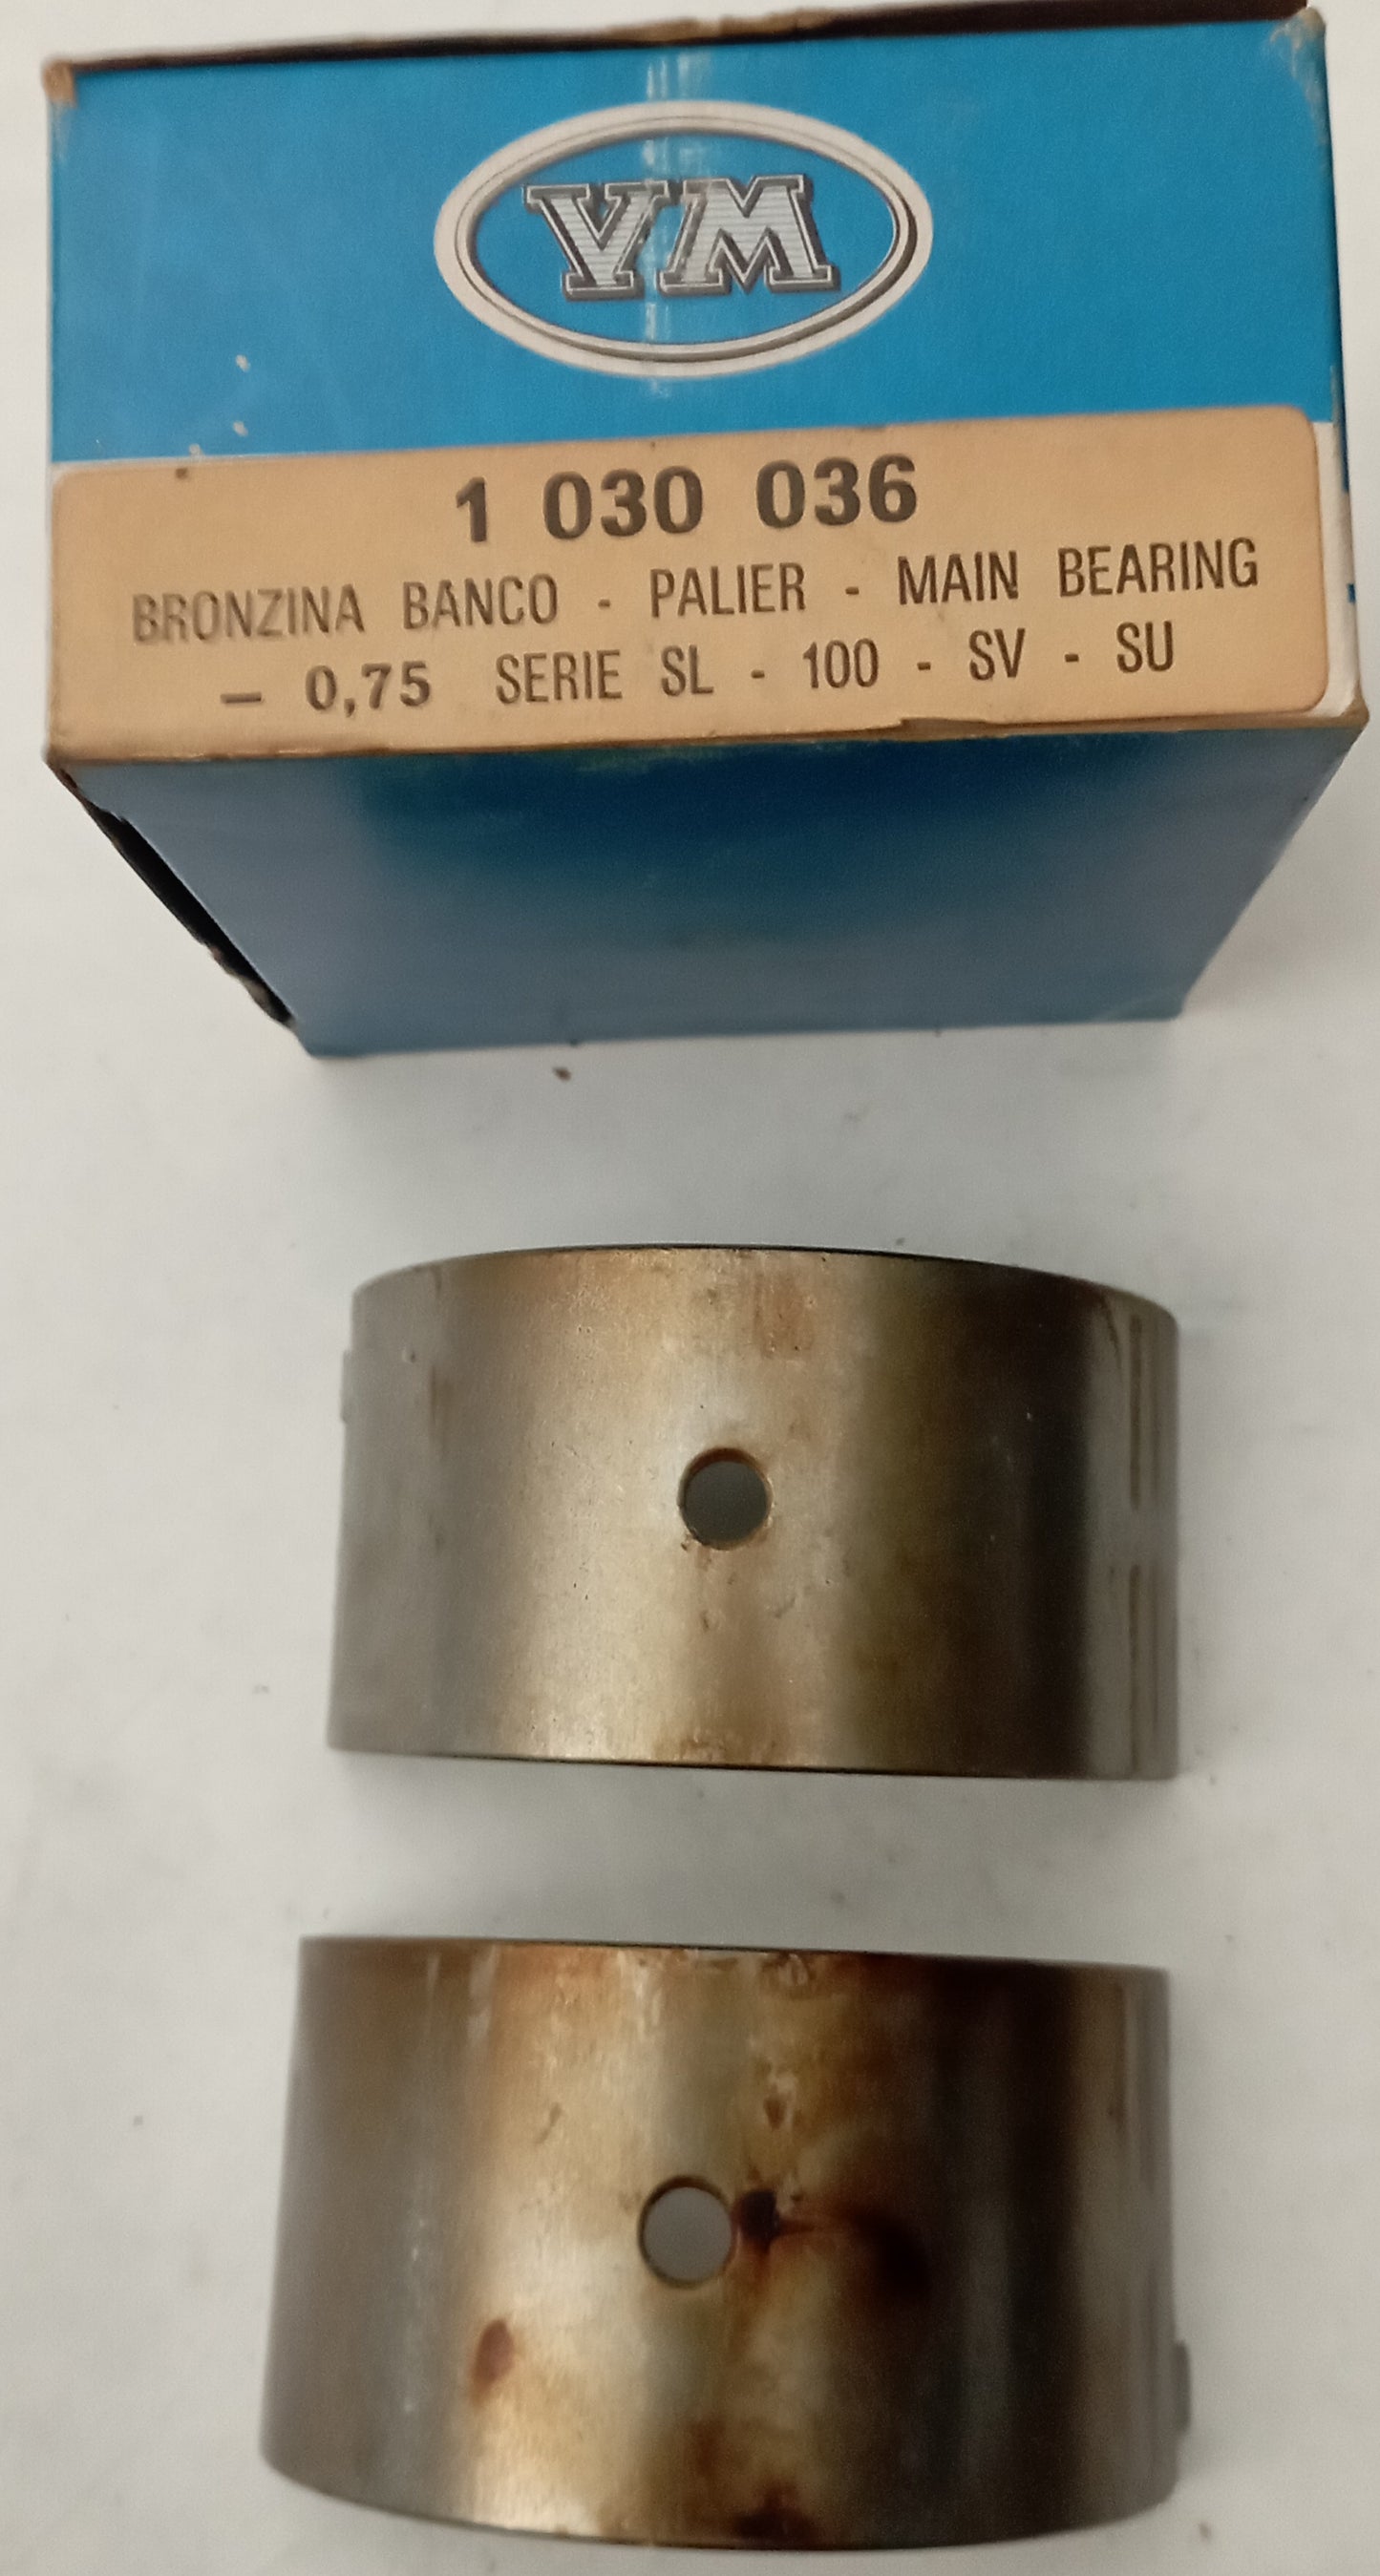 VM
1 030 036
BRONZINA BANCO - PALIER - MAIN BEARING
- 0,75 SERIE SL - 100 - SV - SU